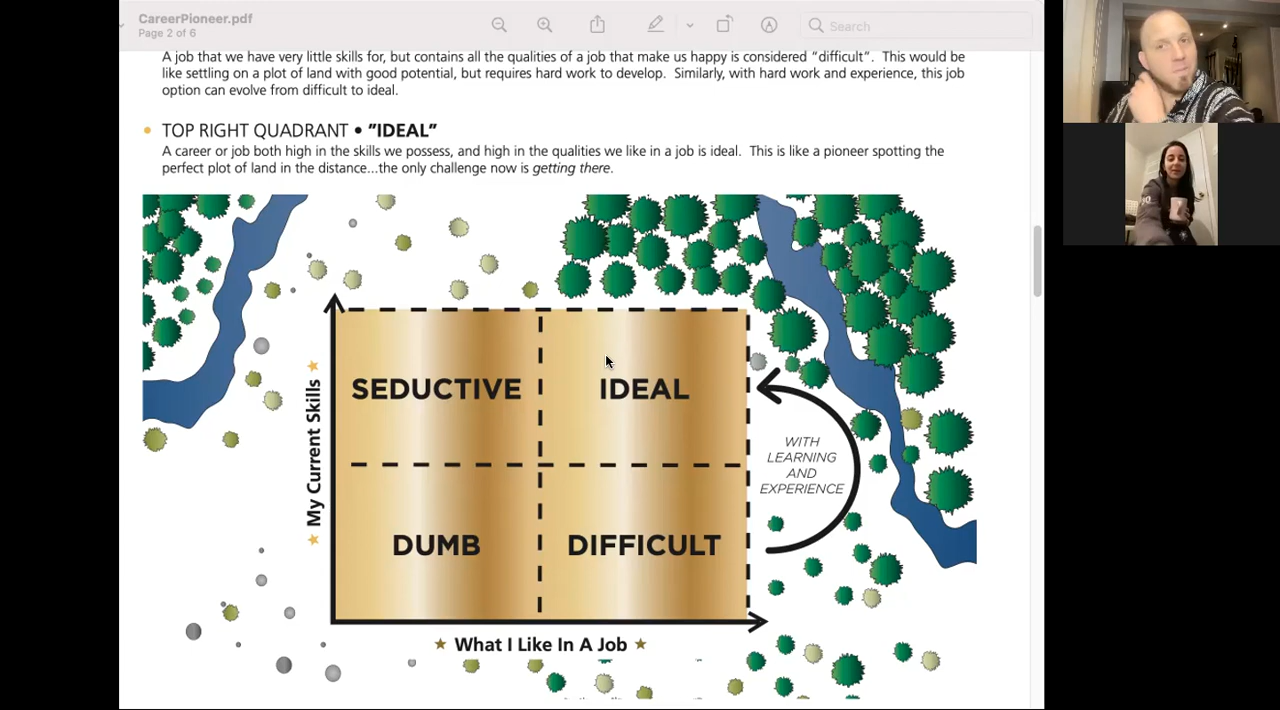 CareerPioneer.pdf
Page 2 of 6
Search
A job that we have very little skills for, but contains all the qualities of a job that make us happy is considered “difficult”. This would be
like settling on a plot of land with good potential, but requires hard work to develop. Similarly, with hard work and experience, this job
option can evolve from difficult to ideal.
• TOP RIGHT QUADRANT • ”IDEAL”
A career or job both high in the skills we possess, and high in the qualities we like in a job is ideal. This is like a pioneer spotting the
perfect plot of land in the distance...the only challenge now is getting there.
SEDUCTIVE
IDEAL
My Current Skills
WITH
LEARNING
AND
EXPERIENCE
DUMB
DIFFICULT
What I Like In A Job